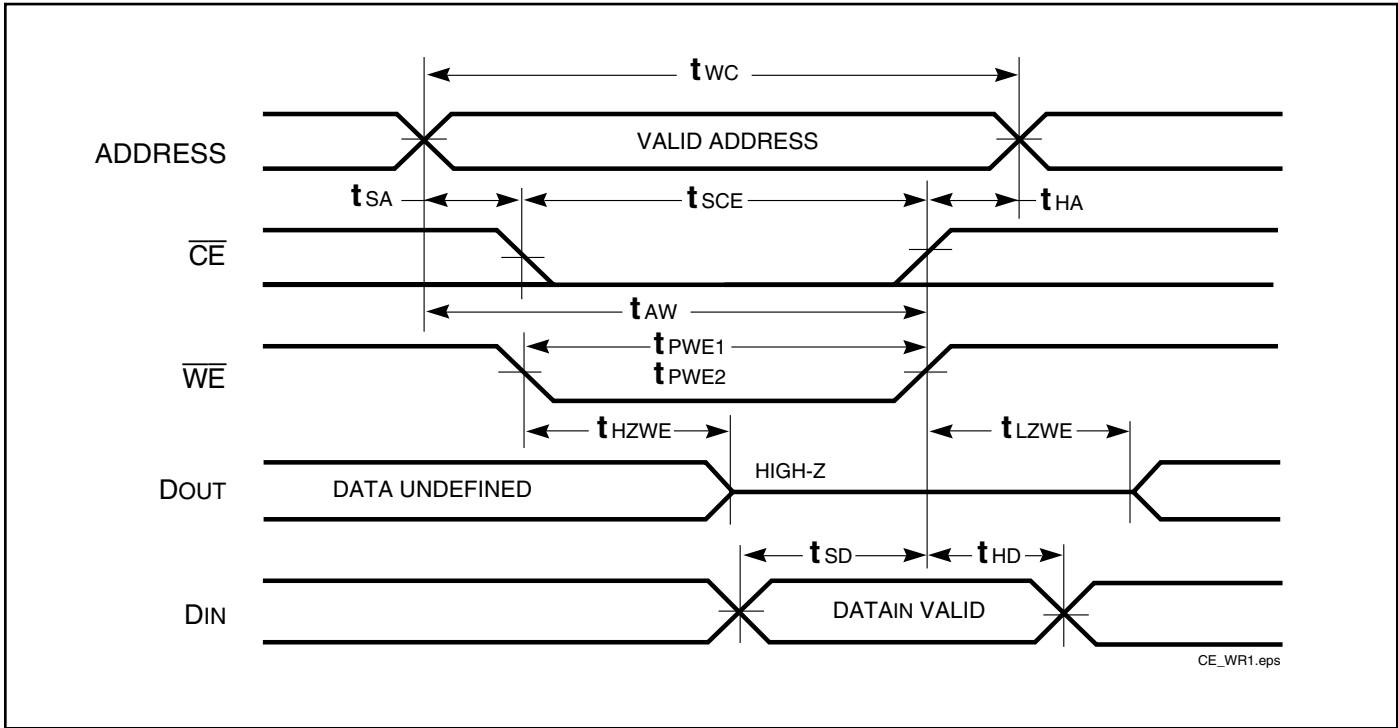 tWC
ADDRESS
VALID ADDRESS
tSA
tSCE
tHA
CE
tAW
tPWE1
WE
tPWE2
tHZWE
tLZWE
DOUT
DATA UNDEFINED
HIGH-Z
tSD
tHD
DIN
DATAIN VALID
CE_WR1.eps